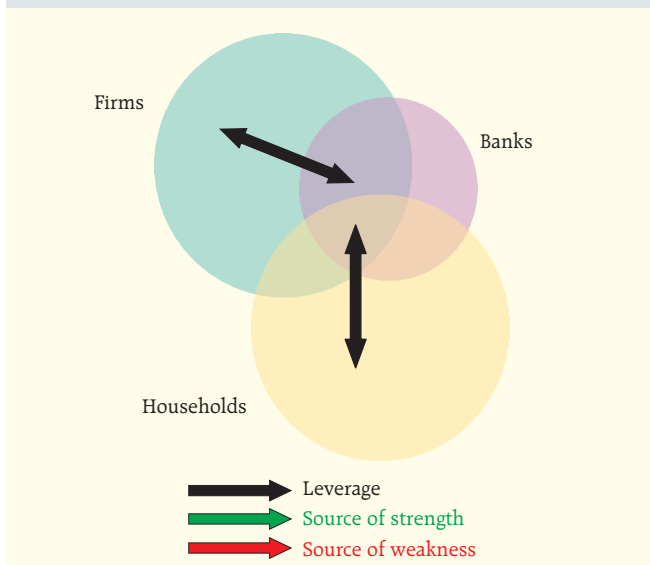 Firms
Banks
Households
Leverage
Source of strength
Source of weakness